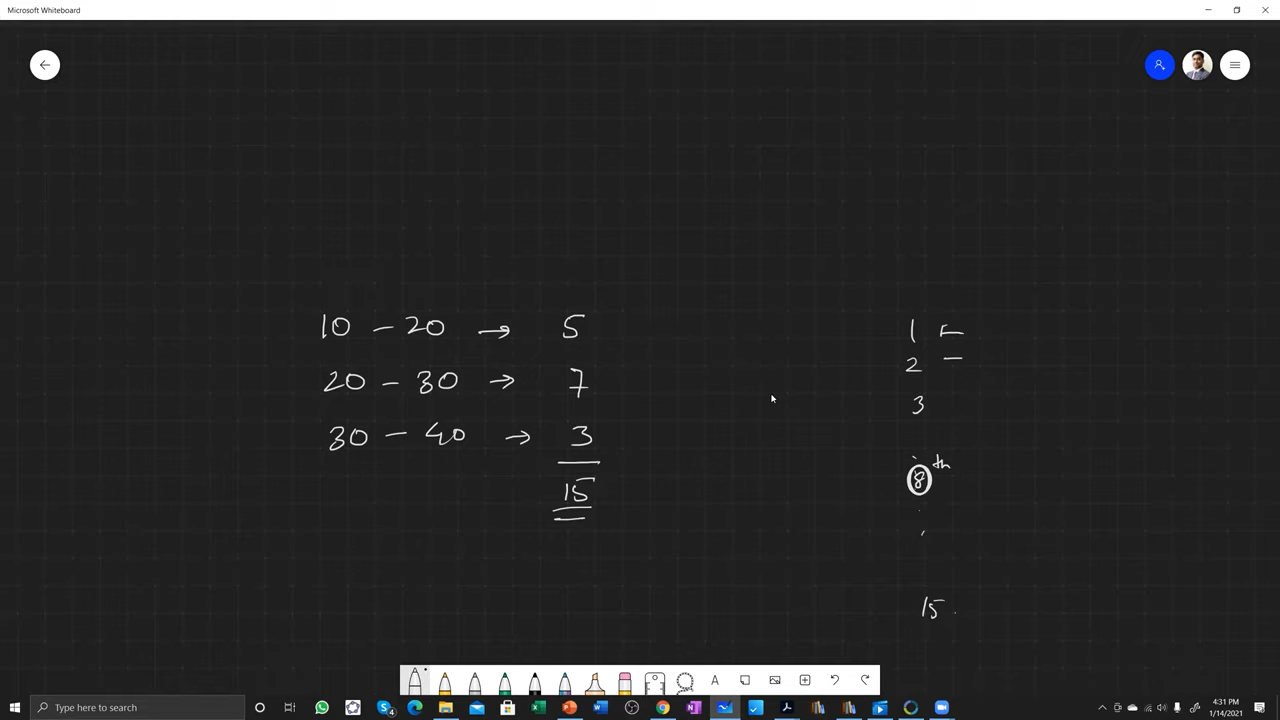 Microsoft Whiteboard
10 - 20 → 5
20 - 30 → 7
30 - 40 → 3
15
1
2
3
8th
15
A
Type here to search
4:31 PM
1/14/2021